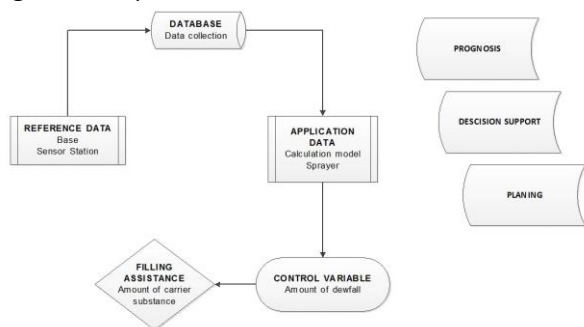 DATABASE
Data collection
PROGNOSIS
REFERENCE DATA
Base
Sensor Station
APPLICATION
DATA
Calculation model
Sprayer
DESCISION SUPPORT
PLANING
FILLING
ASSISTANCE
Amount of carrier
substance
CONTROL VARIABLE
Amount of dewfall